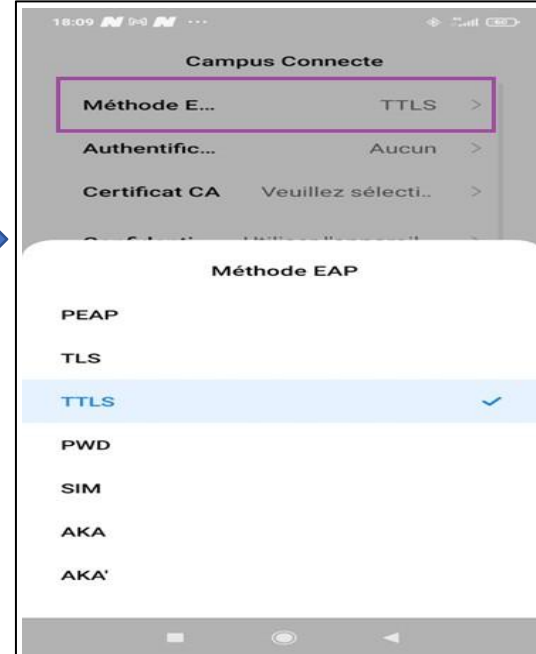 18:09
Campus Connecte
Méthode E... TTLS >
Authentific... Aucun >
Certificat CA Veuillez sélecti.. >
Méthode EAP
PEAP
TLS
TTLS
PWD
SIM
AKA
AKA'